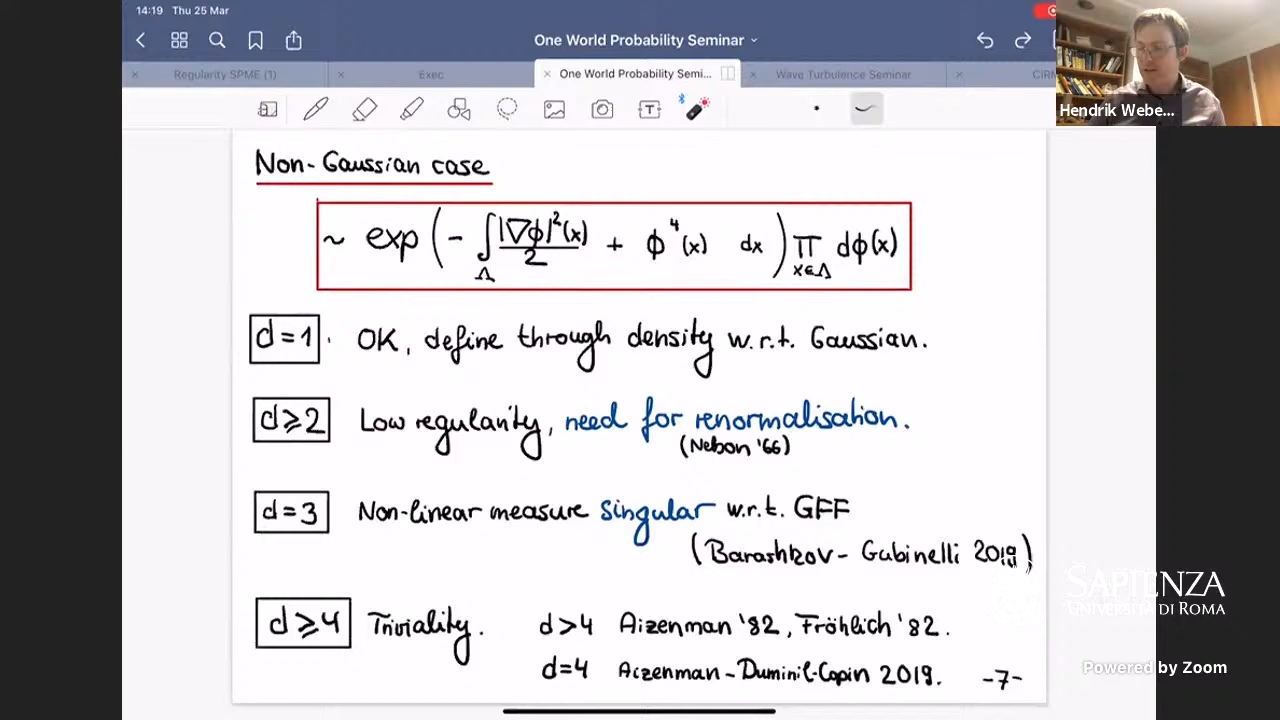 14:19 Thu 25 Mar
One World Probability Seminar
Regularity SPME (1)
Exec
One World Probability Semi...
Wave Turbulence Seminar
CIRM
Hendrik Webe...
Non-Gaussian case
~ exp ( - ∫_Λ |∇ϕ|²(x)/2 + ϕ⁴(x) dx ) ∏_{x∈Λ} dϕ(x)
d=1 . OK, define through density w.r.t. Gaussian.
d⩾2 Low regularity, need for renormalisation.
(Nelson '66)
d=3 Non-linear measure singular w.r.t. GFF
(Barashkov-Gubinelli 2019)
d⩾4 Triviality. d>4 Aizenman '82, Fröhlich '82.
d=4 Aizenman-Duminil-Copin 2019. -7-
SAPIENZA
UNIVERSITÀ DI ROMA
Powered by Zoom